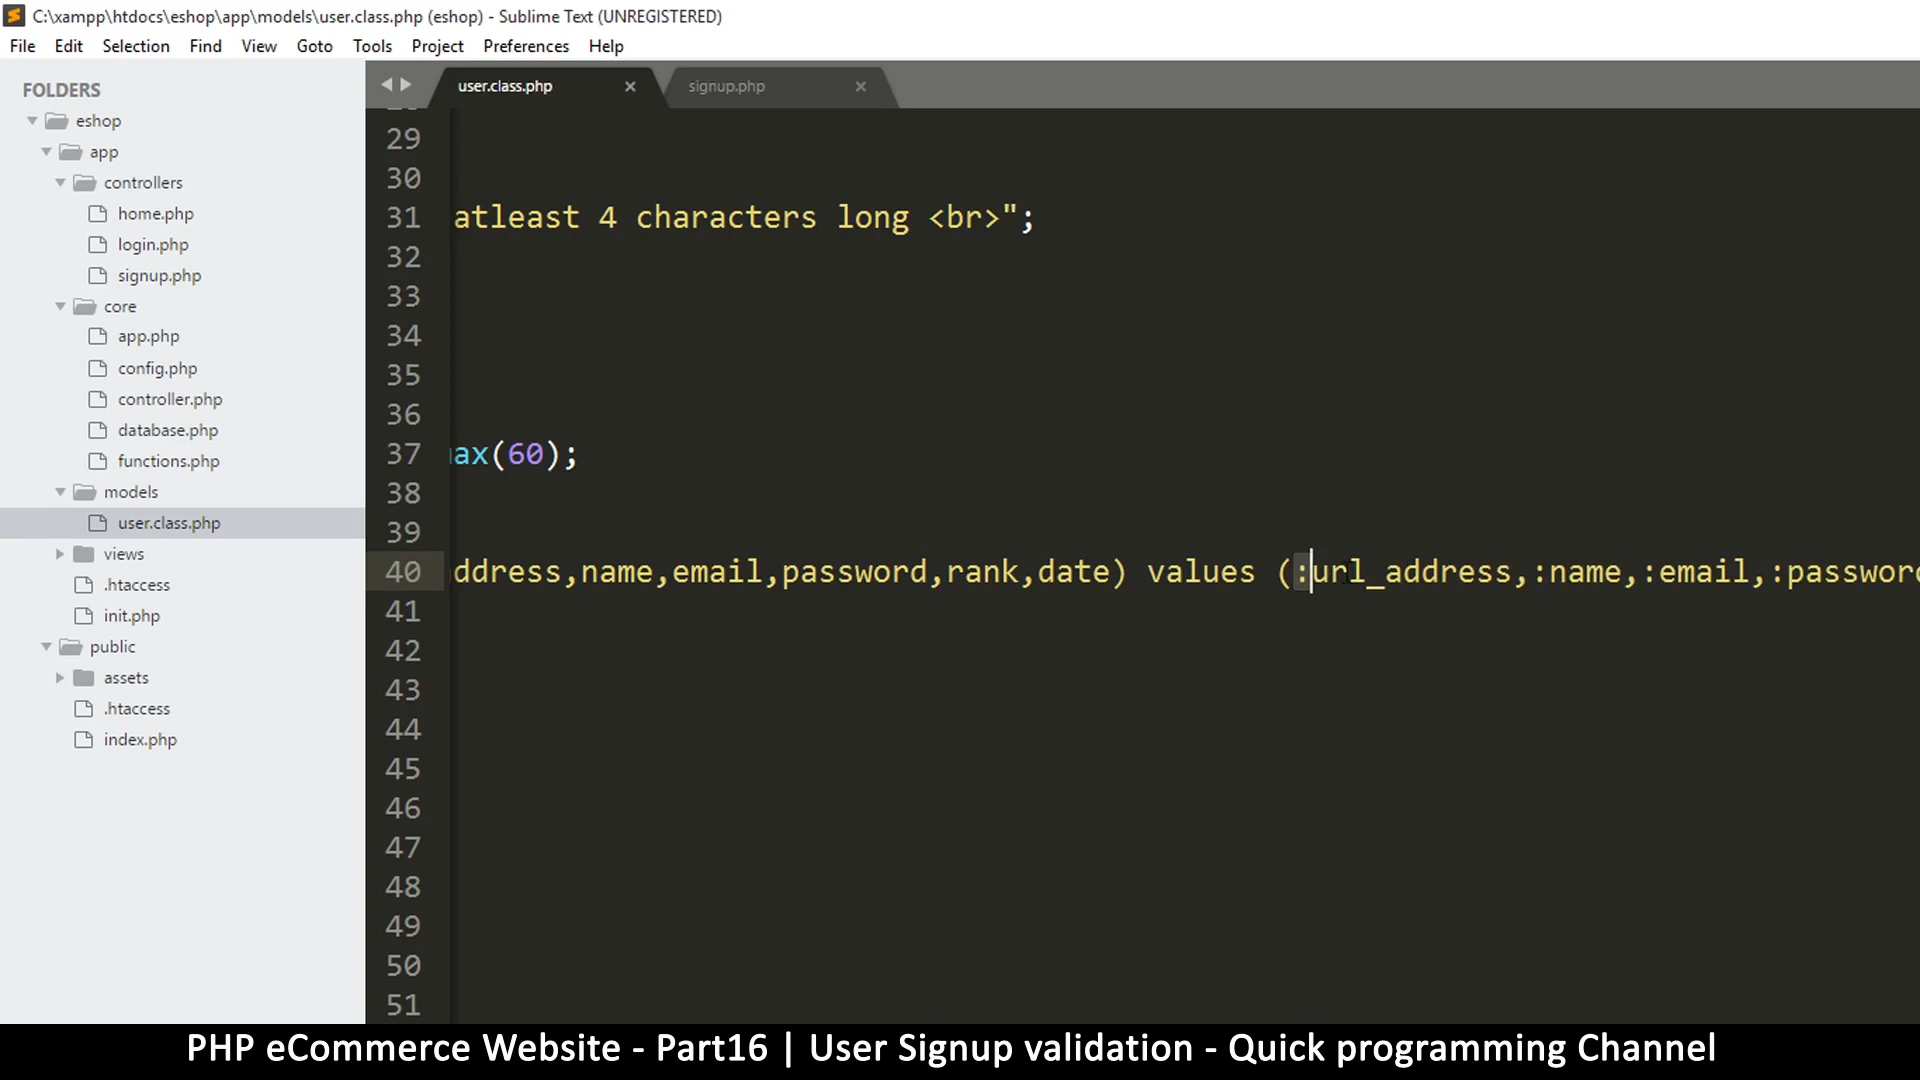 C:\xampp\htdocs\eshop\app\models\user.class.php (eshop) - Sublime Text (UNREGISTERED)
File Edit Selection Find View Goto Tools Project Preferences Help
FOLDERS
eshop
app
controllers
home.php
login.php
signup.php
core
app.php
config.php
controller.php
database.php
functions.php
models
user.class.php
views
.htaccess
init.php
public
assets
.htaccess
index.php
user.class.php signup.php
29
30
31 atleast 4 characters long <br>";
32
33
34
35
36
37 ax(60);
38
39
40 ddress,name,email,password,rank,date) values (:url_address,:name,:email,:password
41
42
43
44
45
46
47
48
49
50
51
PHP eCommerce Website - Part16 | User Signup validation - Quick programming Channel